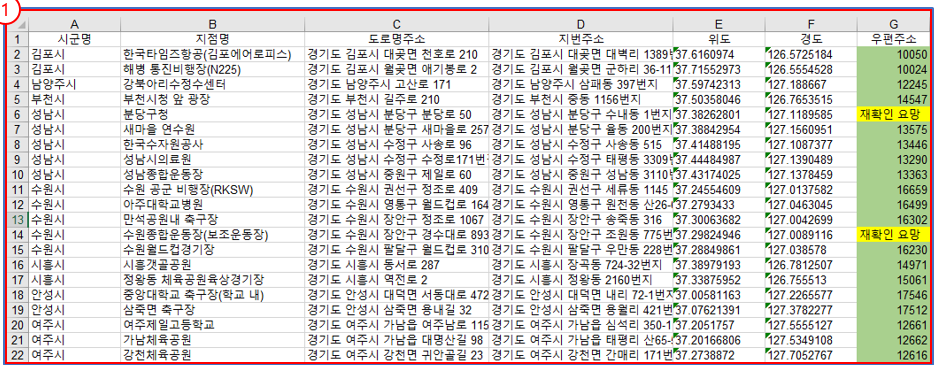 1
A B C D E F G
1 시군명 지점명 도로명주소 지번주소 위도 경도 우편주소
2 김포시 한국타임즈항공(김포에어로피스) 경기도 김포시 대곶면 천호로 210 경기도 김포시 대곶면 대벽리 1389번 37.6160974 126.5725184 10050
3 김포시 해병 통진비행장(N225) 경기도 김포시 월곶면 애기봉로 2 경기도 김포시 월곶면 군하리 36-11 37.71552973 126.5554528 10024
4 남양주시 강북아리수정수센터 경기도 남양주시 고산로 171 경기도 남양주시 삼패동 397번지 37.59742313 127.188667 12245
5 부천시 부천시청 앞 광장 경기도 부천시 길주로 210 경기도 부천시 중동 1156번지 37.50358046 126.7653515 14547
6 성남시 분당구청 경기도 성남시 분당구 분당로 50 경기도 성남시 분당구 수내동 1번지 37.38262801 127.1189585 재확인 요망
7 성남시 새마을 연수원 경기도 성남시 분당구 새마을로 257 경기도 성남시 분당구 율동 200번지 37.38842954 127.1560951 13575
8 성남시 한국수자원공사 경기도 성남시 수정구 사송로 96 경기도 성남시 수정구 사송동 515 37.41488195 127.1087377 13446
9 성남시 성남시의료원 경기도 성남시 수정구 수정로171번 경기도 성남시 수정구 태평동 3309번 37.44484987 127.1390489 13290
10 성남시 성남종합운동장 경기도 성남시 중원구 제일로 60 경기도 성남시 중원구 성남동 3110번 37.43174025 127.1378459 13363
11 수원시 수원 공군 비행장(RKSW) 경기도 수원시 권선구 정조로 409 경기도 수원시 권선구 세류동 1145 37.24554609 127.0137582 16659
12 수원시 아주대학교병원 경기도 수원시 영통구 월드컵로 164 경기도 수원시 영통구 원천동 산26- 37.2793433 127.0463045 16499
13 수원시 만석공원내 축구장 경기도 수원시 장안구 정조로 1067 경기도 수원시 장안구 송죽동 316 37.30063682 127.0042699 16302
14 수원시 수원종합운동장(보조운동장) 경기도 수원시 장안구 경수대로 893 경기도 수원시 장안구 조원동 775번 37.29824946 127.0089116 재확인 요망
15 수원시 수원월드컵경기장 경기도 수원시 팔달구 월드컵로 310 경기도 수원시 팔달구 우만동 228번 37.28849861 127.038578 16230
16 시흥시 시흥갯골공원 경기도 시흥시 동서로 287 경기도 시흥시 장곡동 724-32번지 37.38979193 126.7812507 14971
17 시흥시 정왕동 체육공원육상경기장 경기도 시흥시 역전로 2 경기도 시흥시 정왕동 2160번지 37.33875952 126.755513 15061
18 안성시 중앙대학교 축구장(학교 내) 경기도 안성시 대덕면 서동대로 472 경기도 안성시 대덕면 내리 72-1번지 37.00581163 127.2265577 17546
19 안성시 삼죽면 축구장 경기도 안성시 삼죽면 용내길 32 경기도 안성시 삼죽면 용월리 421번 37.07621391 127.3782277 17512
20 여주시 여주제일고등학교 경기도 여주시 가남읍 여주남로 115 경기도 여주시 가남읍 심석리 350-1 37.2051757 127.5555127 12661
21 여주시 가남체육공원 경기도 여주시 가남읍 대명산길 98 경기도 여주시 가남읍 태평리 산65- 37.20166806 127.5349108 12662
22 여주시 강천체육공원 경기도 여주시 강천면 귀안골길 23 경기도 여주시 강천면 간매리 171번 37.2738872 127.7052767 12616